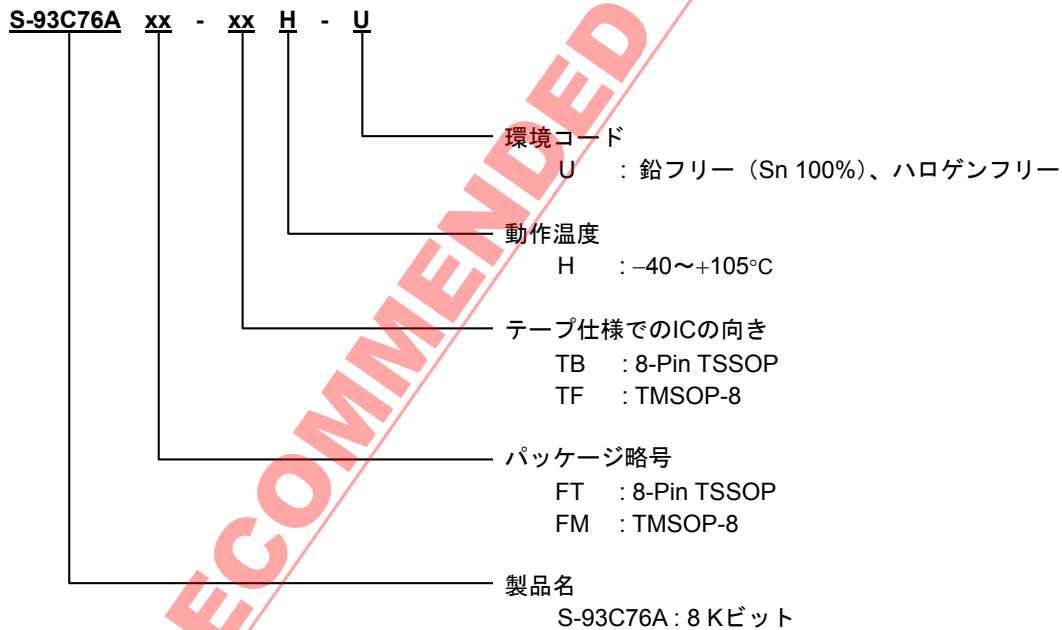 S-93C76A xx - xx H - U
環境コード
U : 鉛フリー（Sn 100%）、ハロゲンフリー
動作温度
H : −40～+105°C
テープ仕様でのICの向き
TB : 8-Pin TSSOP
TF : TMSOP-8
パッケージ略号
FT : 8-Pin TSSOP
FM : TMSOP-8
製品名
S-93C76A : 8 Kビット
ECOMMENDED